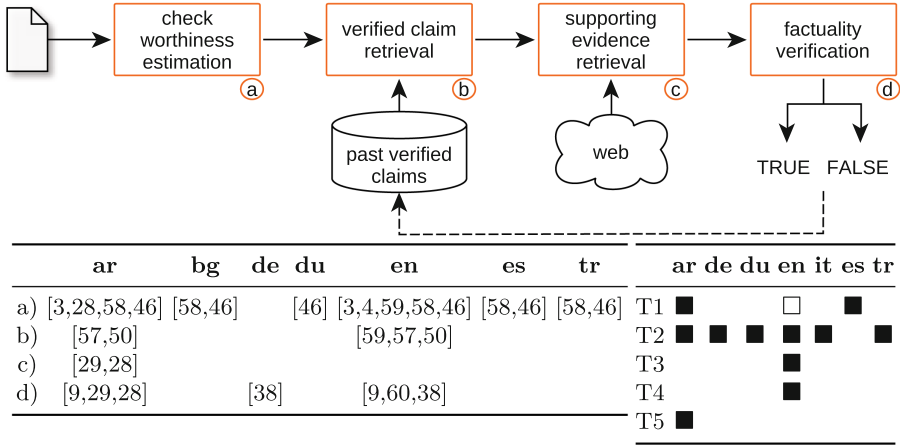 check
worthiness
estimation
a
verified claim
retrieval
b
supporting
evidence
retrieval
c
factuality
verification
d
past verified
claims
web
TRUE FALSE
ar bg de du en es tr
a) [3,28,58,46] [58,46] [46] [3,4,59,58,46] [58,46] [58,46]
b) [57,50] [59,57,50]
c) [29,28]
d) [9,29,28] [38] [9,60,38]
ar de du en it es tr
T1
T2
T3
T4
T5